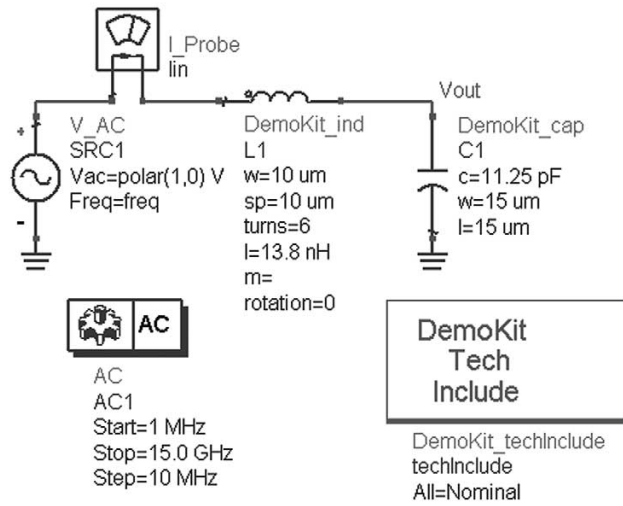 I_Probe
Iin
Vout
+
V_AC
SRC1
Vac=polar(1,0) V
Freq=freq
-
DemoKit_ind
L1
w=10 um
sp=10 um
turns=6
l=13.8 nH
m=
rotation=0
DemoKit_cap
C1
c=11.25 pF
w=15 um
l=15 um
AC
AC
AC1
Start=1 MHz
Stop=15.0 GHz
Step=10 MHz
DemoKit
Tech
Include
DemoKit_techInclude
techInclude
All=Nominal